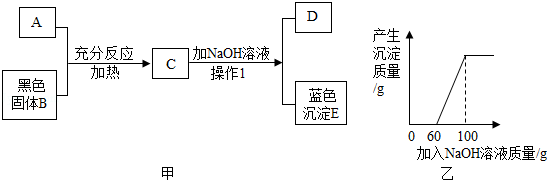 A
黑色
固体B
充分反应
加热
C
加NaOH溶液
操作1
D
蓝色
沉淀E
甲
产生
沉淀
质量
/g
0 60 100
加入NaOH溶液质量/g
乙